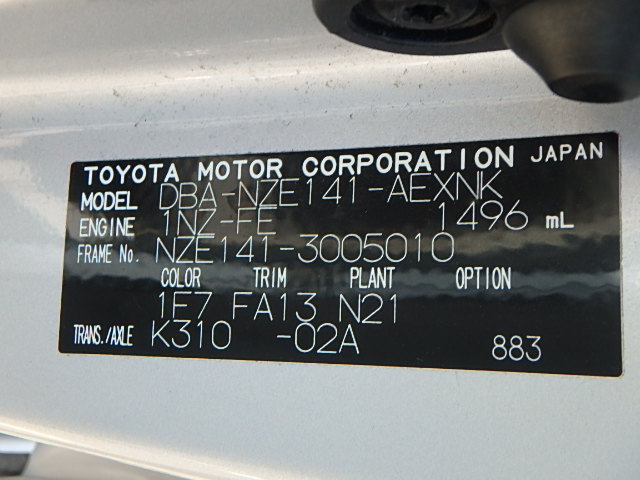 TOYOTA MOTOR CORPORATION JAPAN
MODEL DBA-NZE141-AEXNK
ENGINE 1NZ-FE 1496 mL
FRAME No. NZE141-3005010
COLOR TRIM PLANT OPTION
1E7 FA13 N21
TRANS./AXLE K310 -02A 883